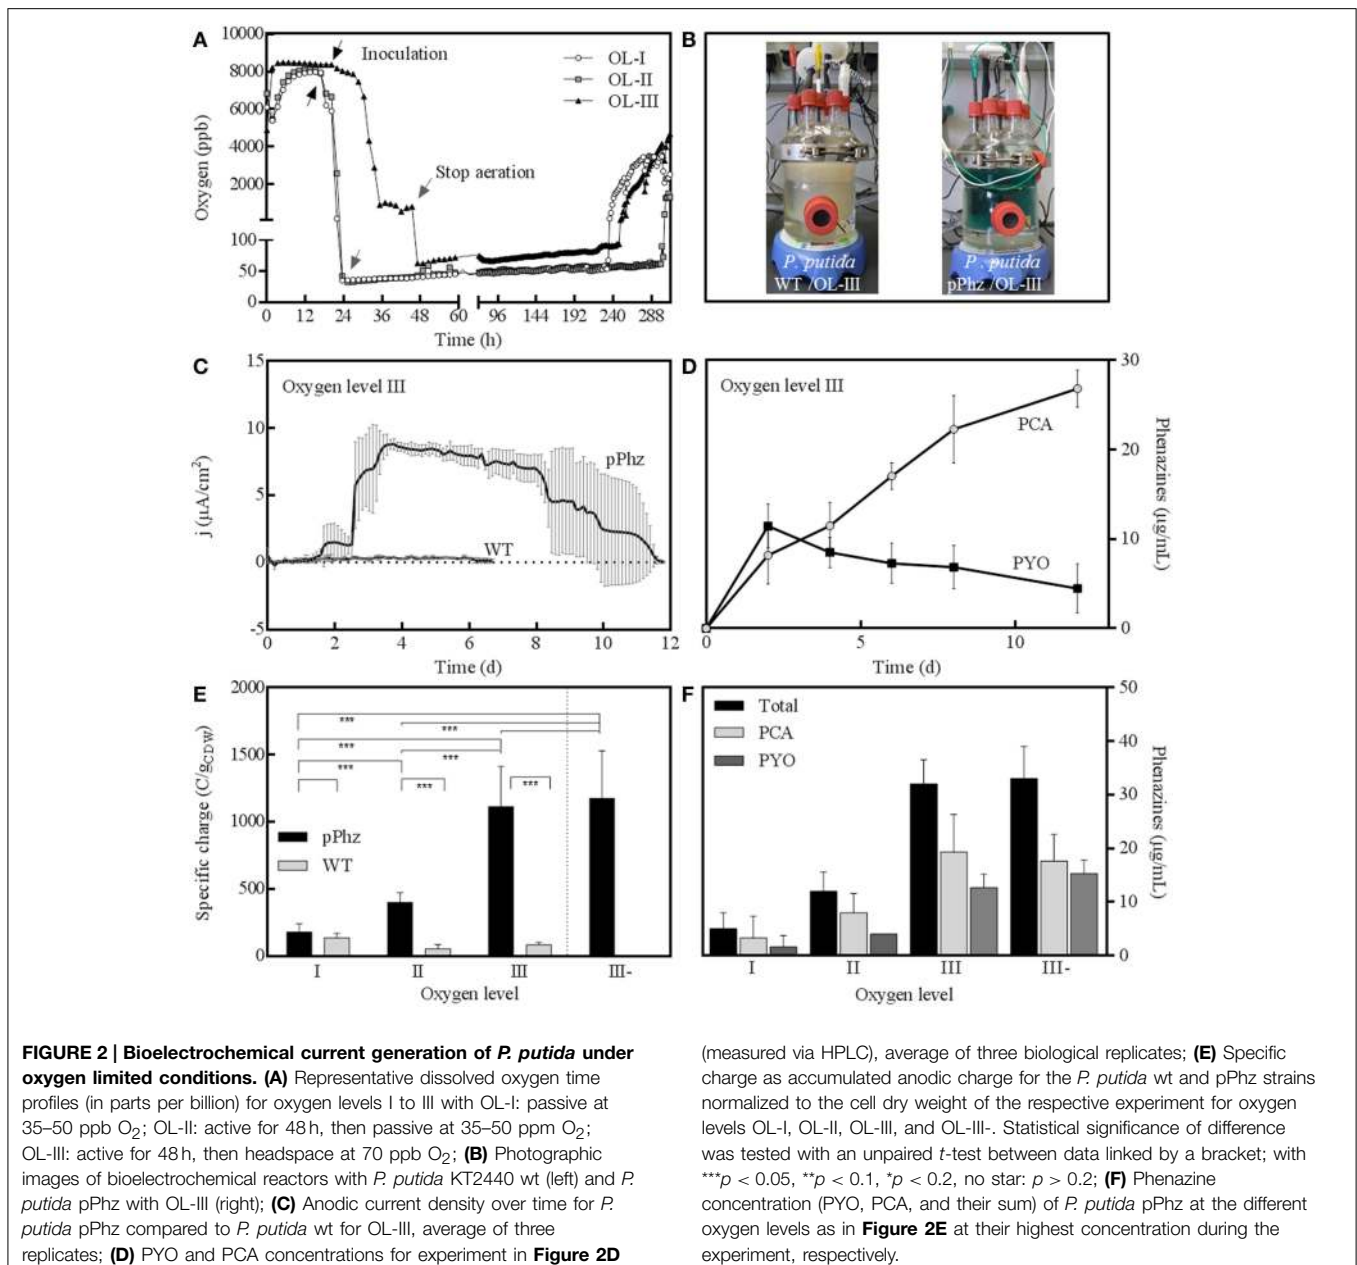 A
10000
8000
6000
4000
2000
100
50
0
Oxygen (ppb)
Inoculation
Stop aeration
OL-I
OL-II
OL-III
0 12 24 36 48 60 96 144 192 240 288
Time (h)
B
P. putida
WT /OL-III
P. putida
pPhz /OL-III
C
15
10
5
0
-5
j (µA/cm²)
Oxygen level III
pPhz
WT
0 2 4 6 8 10 12
Time (d)
D
Oxygen level III
PCA
PYO
30
20
10
0
Phenazines (µg/mL)
0 5 10
Time (d)
E
2000
1500
1000
500
0
Specific charge (C/gCDW)
***
***
***
***
***
***
***
pPhz
WT
I II III III-
Oxygen level
F
Total
PCA
PYO
50
40
30
20
10
0
Phenazines (µg/mL)
I II III III-
Oxygen level
FIGURE 2 | Bioelectrochemical current generation of P. putida under
oxygen limited conditions. (A) Representative dissolved oxygen time
profiles (in parts per billion) for oxygen levels I to III with OL-I: passive at
35–50 ppb O₂; OL-II: active for 48 h, then passive at 35–50 ppm O₂;
OL-III: active for 48 h, then headspace at 70 ppb O₂; (B) Photographic
images of bioelectrochemical reactors with P. putida KT2440 wt (left) and P.
putida pPhz with OL-III (right); (C) Anodic current density over time for P.
putida pPhz compared to P. putida wt for OL-III, average of three
replicates; (D) PYO and PCA concentrations for experiment in Figure 2D
(measured via HPLC), average of three biological replicates; (E) Specific
charge as accumulated anodic charge for the P. putida wt and pPhz strains
normalized to the cell dry weight of the respective experiment for oxygen
levels OL-I, OL-II, OL-III, and OL-III-. Statistical significance of difference
was tested with an unpaired t-test between data linked by a bracket; with
***p < 0.05, **p < 0.1, *p < 0.2, no star: p > 0.2; (F) Phenazine
concentration (PYO, PCA, and their sum) of P. putida pPhz at the different
oxygen levels as in Figure 2E at their highest concentration during the
experiment, respectively.